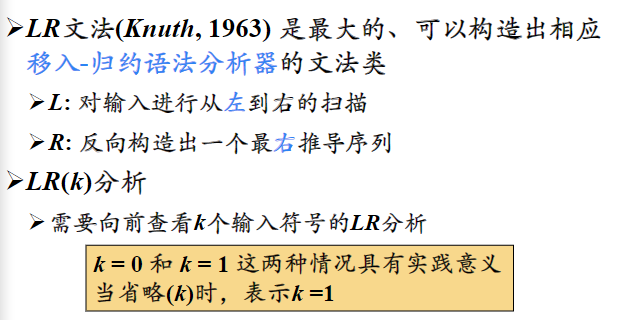 ➢LR文法(Knuth, 1963) 是最大的、可以构造出相应
移入-归约语法分析器的文法类
➢L: 对输入进行从左到右的扫描
➢R: 反向构造出一个最右推导序列
➢LR(k)分析
➢需要向前查看k个输入符号的LR分析
k = 0 和 k = 1 这两种情况具有实践意义
当省略(k)时，表示k =1